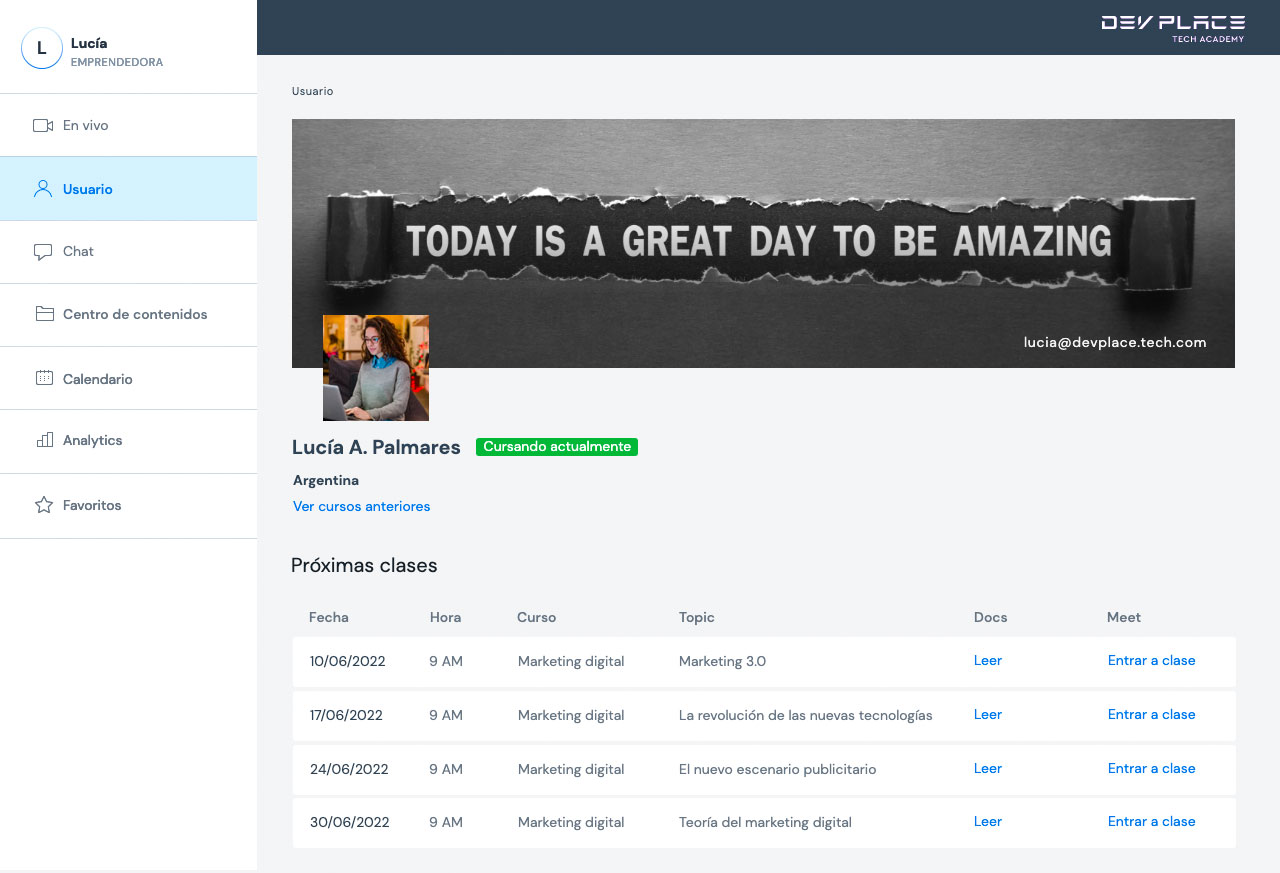 L
Lucía
EMPRENDEDORA
En vivo
Usuario
Chat
Centro de contenidos
Calendario
Analytics
Favoritos
DEV PLACE
TECH ACADEMY
Usuario
TODAY IS A GREAT DAY TO BE AMAZING
lucia@devplace.tech.com
Lucía A. Palmares Cursando actualmente
Argentina
Ver cursos anteriores
Próximas clases
Fecha Hora Curso Topic Docs Meet
10/06/2022 9 AM Marketing digital Marketing 3.0 Leer Entrar a clase
17/06/2022 9 AM Marketing digital La revolución de las nuevas tecnologías Leer Entrar a clase
24/06/2022 9 AM Marketing digital El nuevo escenario publicitario Leer Entrar a clase
30/06/2022 9 AM Marketing digital Teoría del marketing digital Leer Entrar a clase